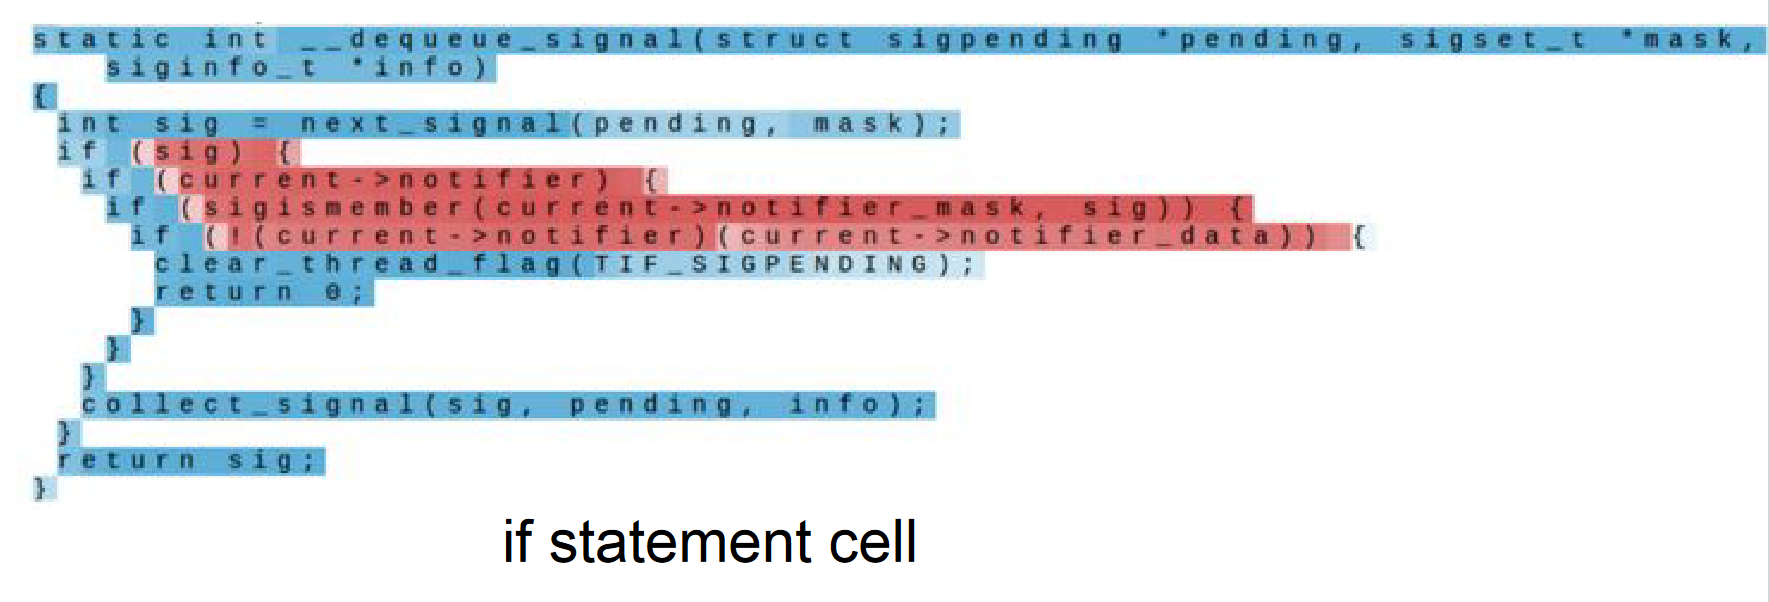 static int __dequeue_signal(struct sigpending *pending, sigset_t *mask,
siginfo_t *info)
{
int sig = next_signal(pending, mask);
if (sig) {
if (current->notifier) {
if (sigismember(current->notifier_mask, sig)) {
if (!(current->notifier)(current->notifier_data)) {
clear_thread_flag(TIF_SIGPENDING);
return 0;
}
}
}
collect_signal(sig, pending, info);
}
return sig;
}
if statement cell